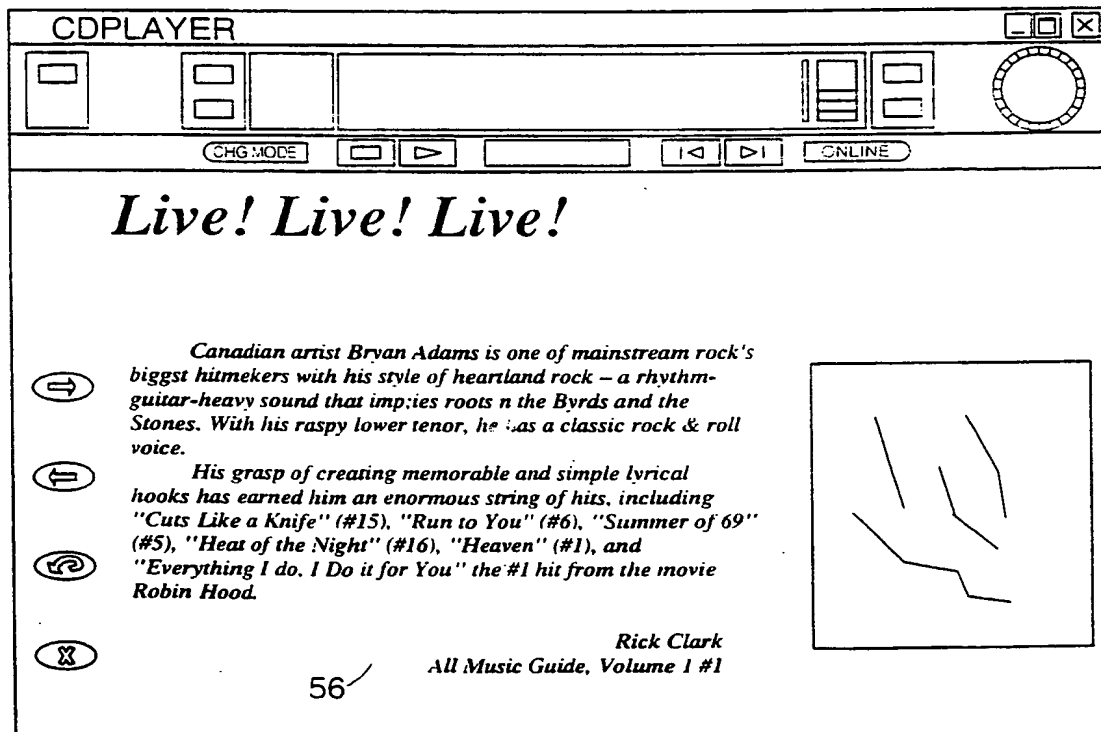 CDPLAYER
CHG MODE
ONLINE
Live! Live! Live!
Canadian artist Bryan Adams is one of mainstream rock's
biggst hitmekers with his style of heartland rock – a rhythm-
guitar-heavy sound that imp;ies roots n the Byrds and the
Stones. With his raspy lower tenor, he has a classic rock & roll
voice.
His grasp of creating memorable and simple lyrical
hooks has earned him an enormous string of hits, including
"Cuts Like a Knife" (#15), "Run to You" (#6), "Summer of 69"
(#5), "Heat of the Night" (#16), "Heaven" (#1), and
"Everything I do, I Do it for You" the #1 hit from the movie
Robin Hood.
Rick Clark
All Music Guide, Volume 1 #1
56